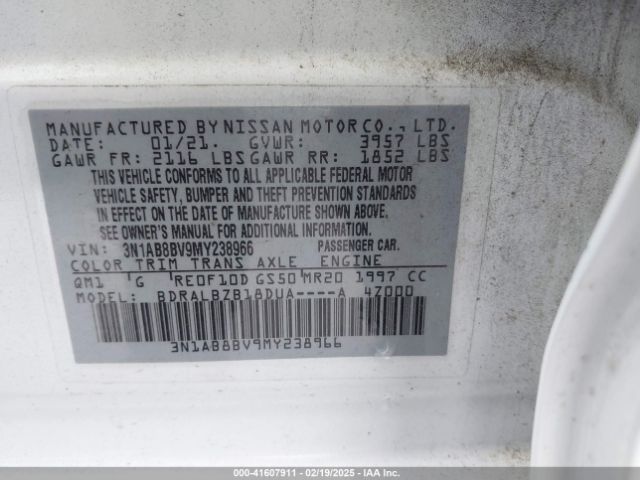 MANUFACTURED BY NISSAN MOTOR CO., LTD.
DATE: 01/21. GVWR: 3957 LBS
GAWR FR: 2116 LBS GAWR RR: 1852 LBS
THIS VEHICLE CONFORMS TO ALL APPLICABLE FEDERAL MOTOR
VEHICLE SAFETY, BUMPER AND THEFT PREVENTION STANDARDS
IN EFFECT ON THE DATE OF MANUFACTURE SHOWN ABOVE.
SEE OWNER'S MANUAL FOR ADDITIONAL INFORMATION.
VIN: 3N1AB8BV9MY238966 PASSENGER CAR.
COLOR TRIM TRANS AXLE ENGINE
QM1 G RE0F10D GS50 MR20 1997 CC
MODEL: BDRALBZB18DUA----A 4Z000
3N1AB8BV9MY238966
000-41607911 - 02/19/2025 - IAA Inc.